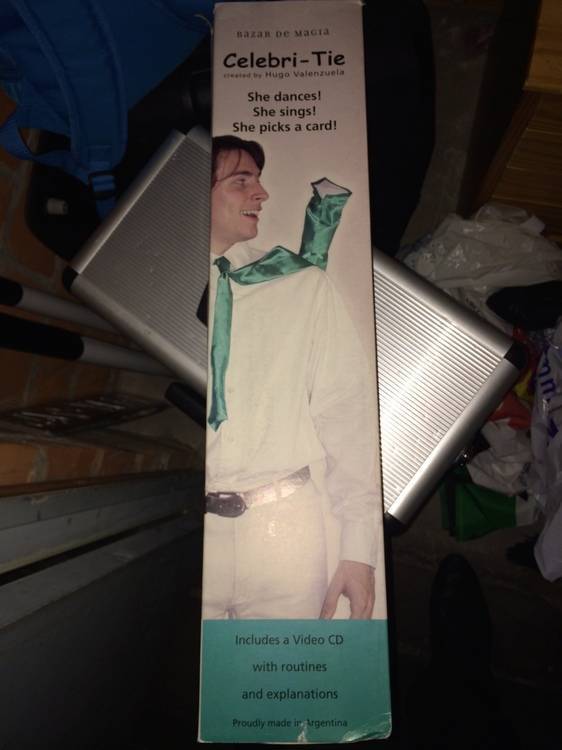 BAZAR DE MAGIA
Celebri-Tie
created by Hugo Valenzuela
She dances!
She sings!
She picks a card!
Includes a Video CD
with routines
and explanations
Proudly made in Argentina